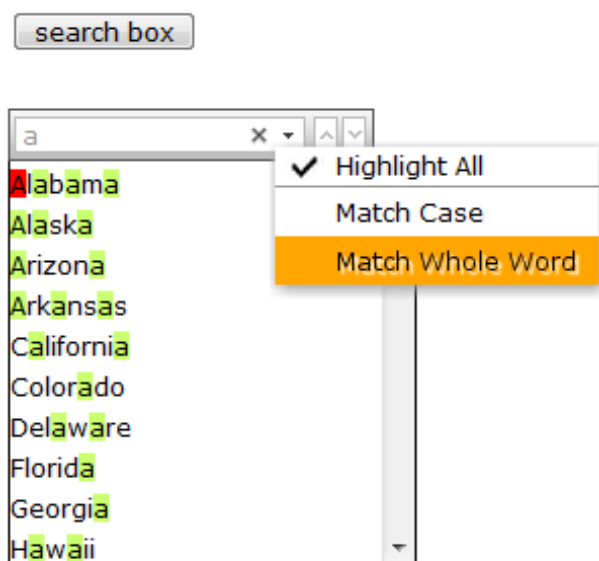 search box
a
Highlight All
Match Case
Match Whole Word
Alabama
Alaska
Arizona
Arkansas
California
Colorado
Delaware
Florida
Georgia
Hawaii